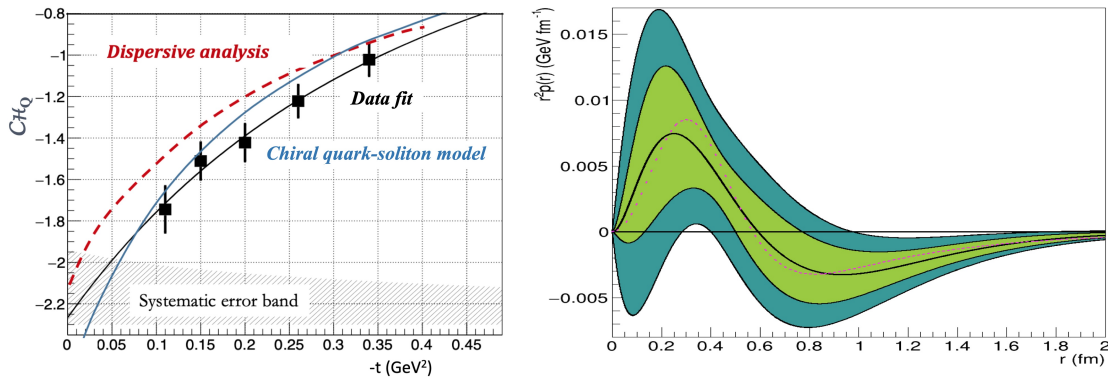 -0.8
-1
-1.2
-1.4
-1.6
-1.8
-2
-2.2
0 0.05 0.1 0.15 0.2 0.25 0.3 0.35 0.4 0.45
-t (GeV²)
𝒞ℋ_Q
Dispersive analysis
Data fit
Chiral quark-soliton model
Systematic error band
r²p(r) (GeV fm⁻¹)
0.015
0.01
0.005
0
−0.005
0 0.2 0.4 0.6 0.8 1 1.2 1.4 1.6 1.8 2
r (fm)